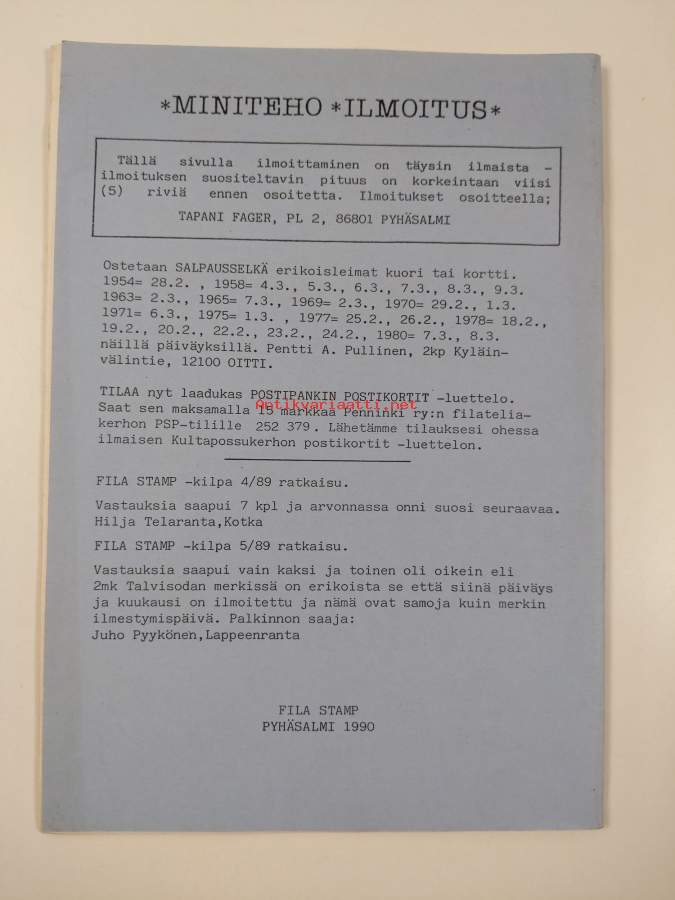 *MINITEHO *ILMOITUS*
Tällä sivulla ilmoittaminen on täysin ilmaista -
ilmoituksen suositeltavin pituus on korkeintaan viisi
(5) riviä ennen osoitetta. Ilmoitukset osoitteella;
TAPANI FAGER, PL 2, 86801 PYHÄSALMI
Ostetaan SALPAUSSELKÄ erikoisleimat kuori tai kortti.
1954= 28.2. , 1958= 4.3., 5.3., 6.3., 7.3., 8.3., 9.3.
1963= 2.3., 1965= 7.3., 1969= 2.3., 1970= 29.2., 1.3.
1971= 6.3., 1975= 1.3. , 1977= 25.2., 26.2., 1978= 18.2.,
19.2., 20.2., 22.2., 23.2., 24.2., 1980= 7.3., 8.3.
näillä päiväyksillä. Pentti A. Pullinen, 2kp Kyläin-
välintie, 12100 OITTI.
TILAA nyt laadukas POSTIPANKIN POSTIKORTIT -luettelo.
Antikvariaatti.net
Saat sen maksamalla 15 markkaa Penninki ry:n filatelia-
kerhon PSP-tilille 252 379. Lähetämme tilauksesi ohessa
ilmaisen Kultapossukerhon postikortit -luettelon.
FILA STAMP -kilpa 4/89 ratkaisu.
Vastauksia saapui 7 kpl ja arvonnassa onni suosi seuraavaa.
Hilja Telaranta,Kotka
FILA STAMP -kilpa 5/89 ratkaisu.
Vastauksia saapui vain kaksi ja toinen oli oikein eli
2mk Talvisodan merkissä on erikoista se että siinä päiväys
ja kuukausi on ilmoitettu ja nämä ovat samoja kuin merkin
ilmestymispäivä. Palkinnon saaja:
Juho Pyykönen,Lappeenranta
FILA STAMP
PYHÄSALMI 1990